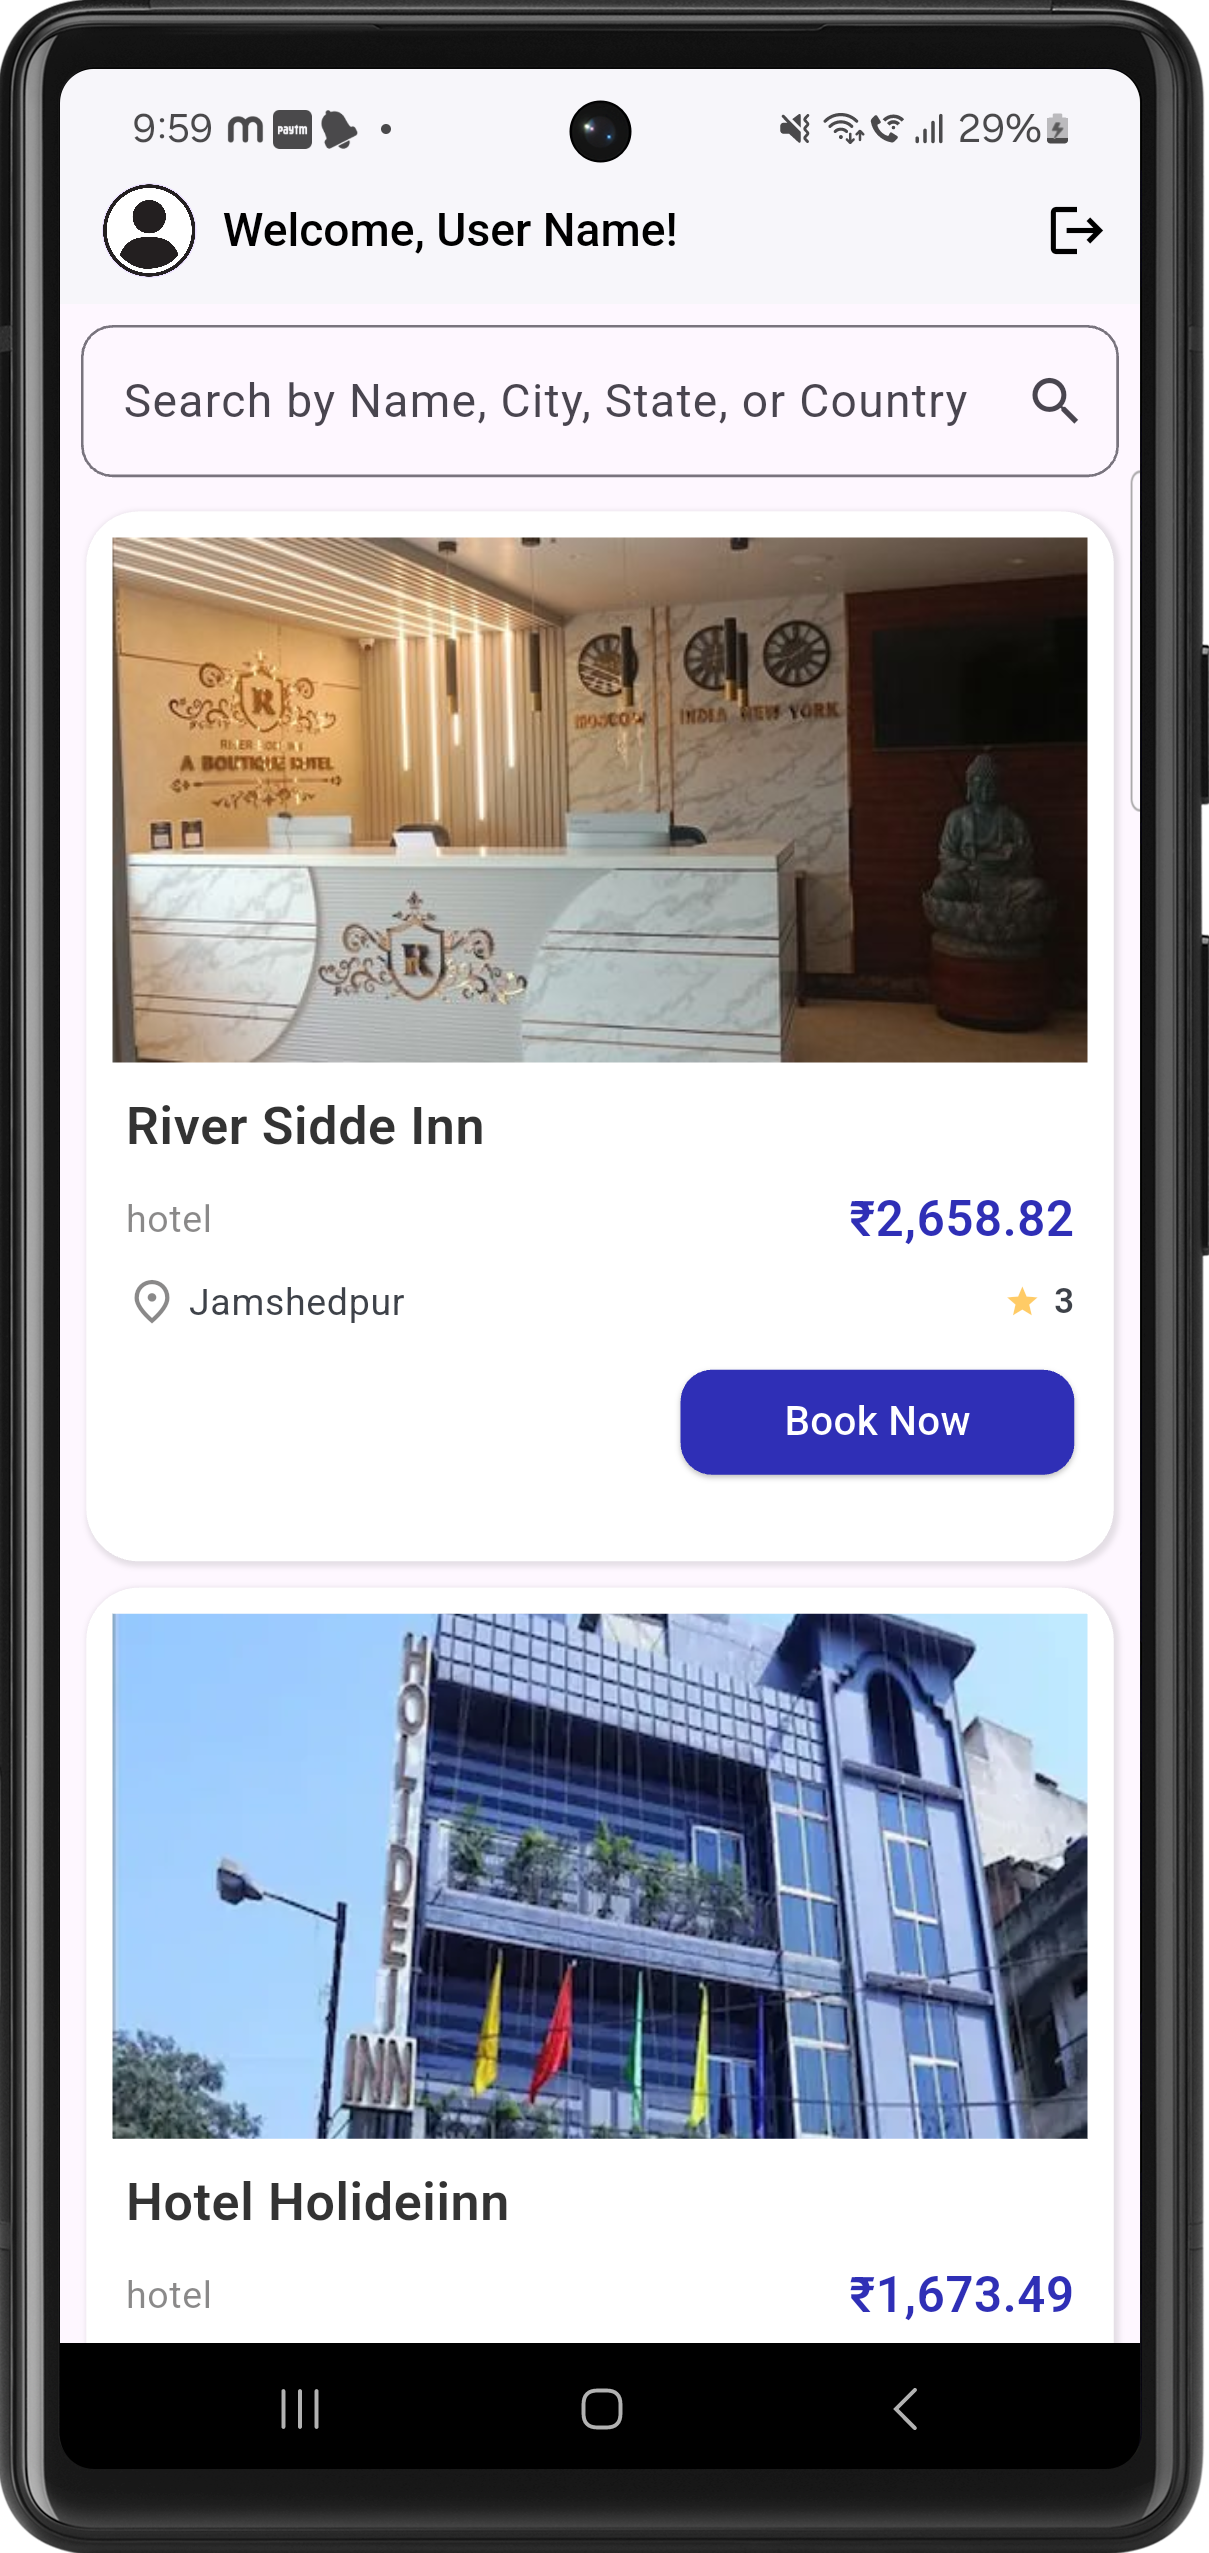 9:59 m paytm 29%
Welcome, User Name!
Search by Name, City, State, or Country
R
A BOUTIQUE HOTEL
MOSCOW INDIA NEW YORK
R
River Sidde Inn
hotel ₹2,658.82
Jamshedpur ★ 3
Book Now
HOLIDEI
INN
Hotel Holideiinn
hotel ₹1,673.49